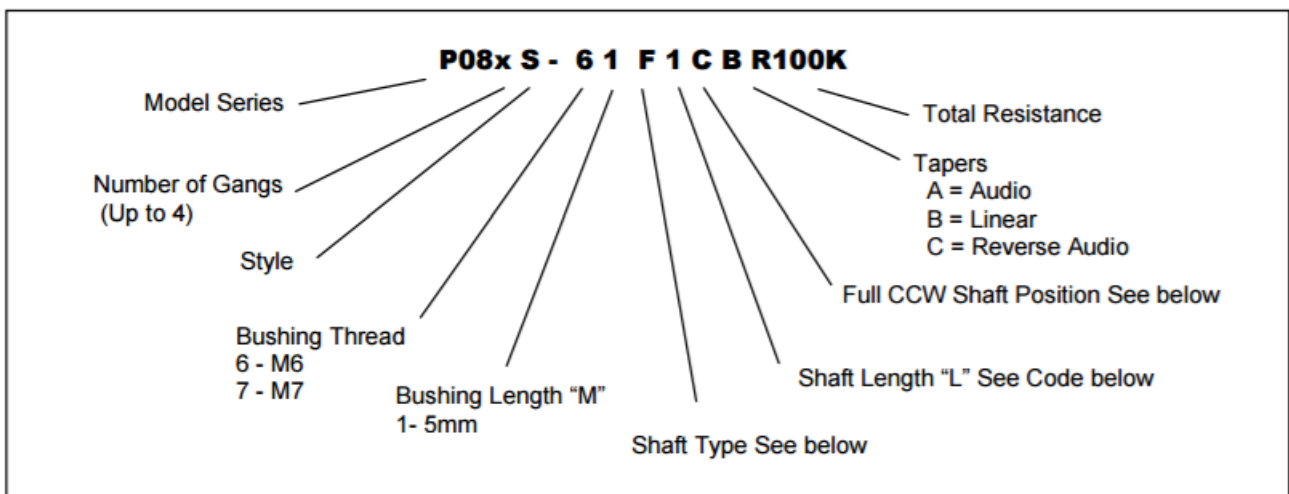 P08x S - 6 1 F 1 C B R100K
Model Series
Total Resistance
Number of Gangs
(Up to 4)
Tapers
A = Audio
B = Linear
C = Reverse Audio
Style
Full CCW Shaft Position See below
Bushing Thread
6 - M6
7 - M7
Bushing Length “M”
1- 5mm
Shaft Length “L” See Code below
Shaft Type See below